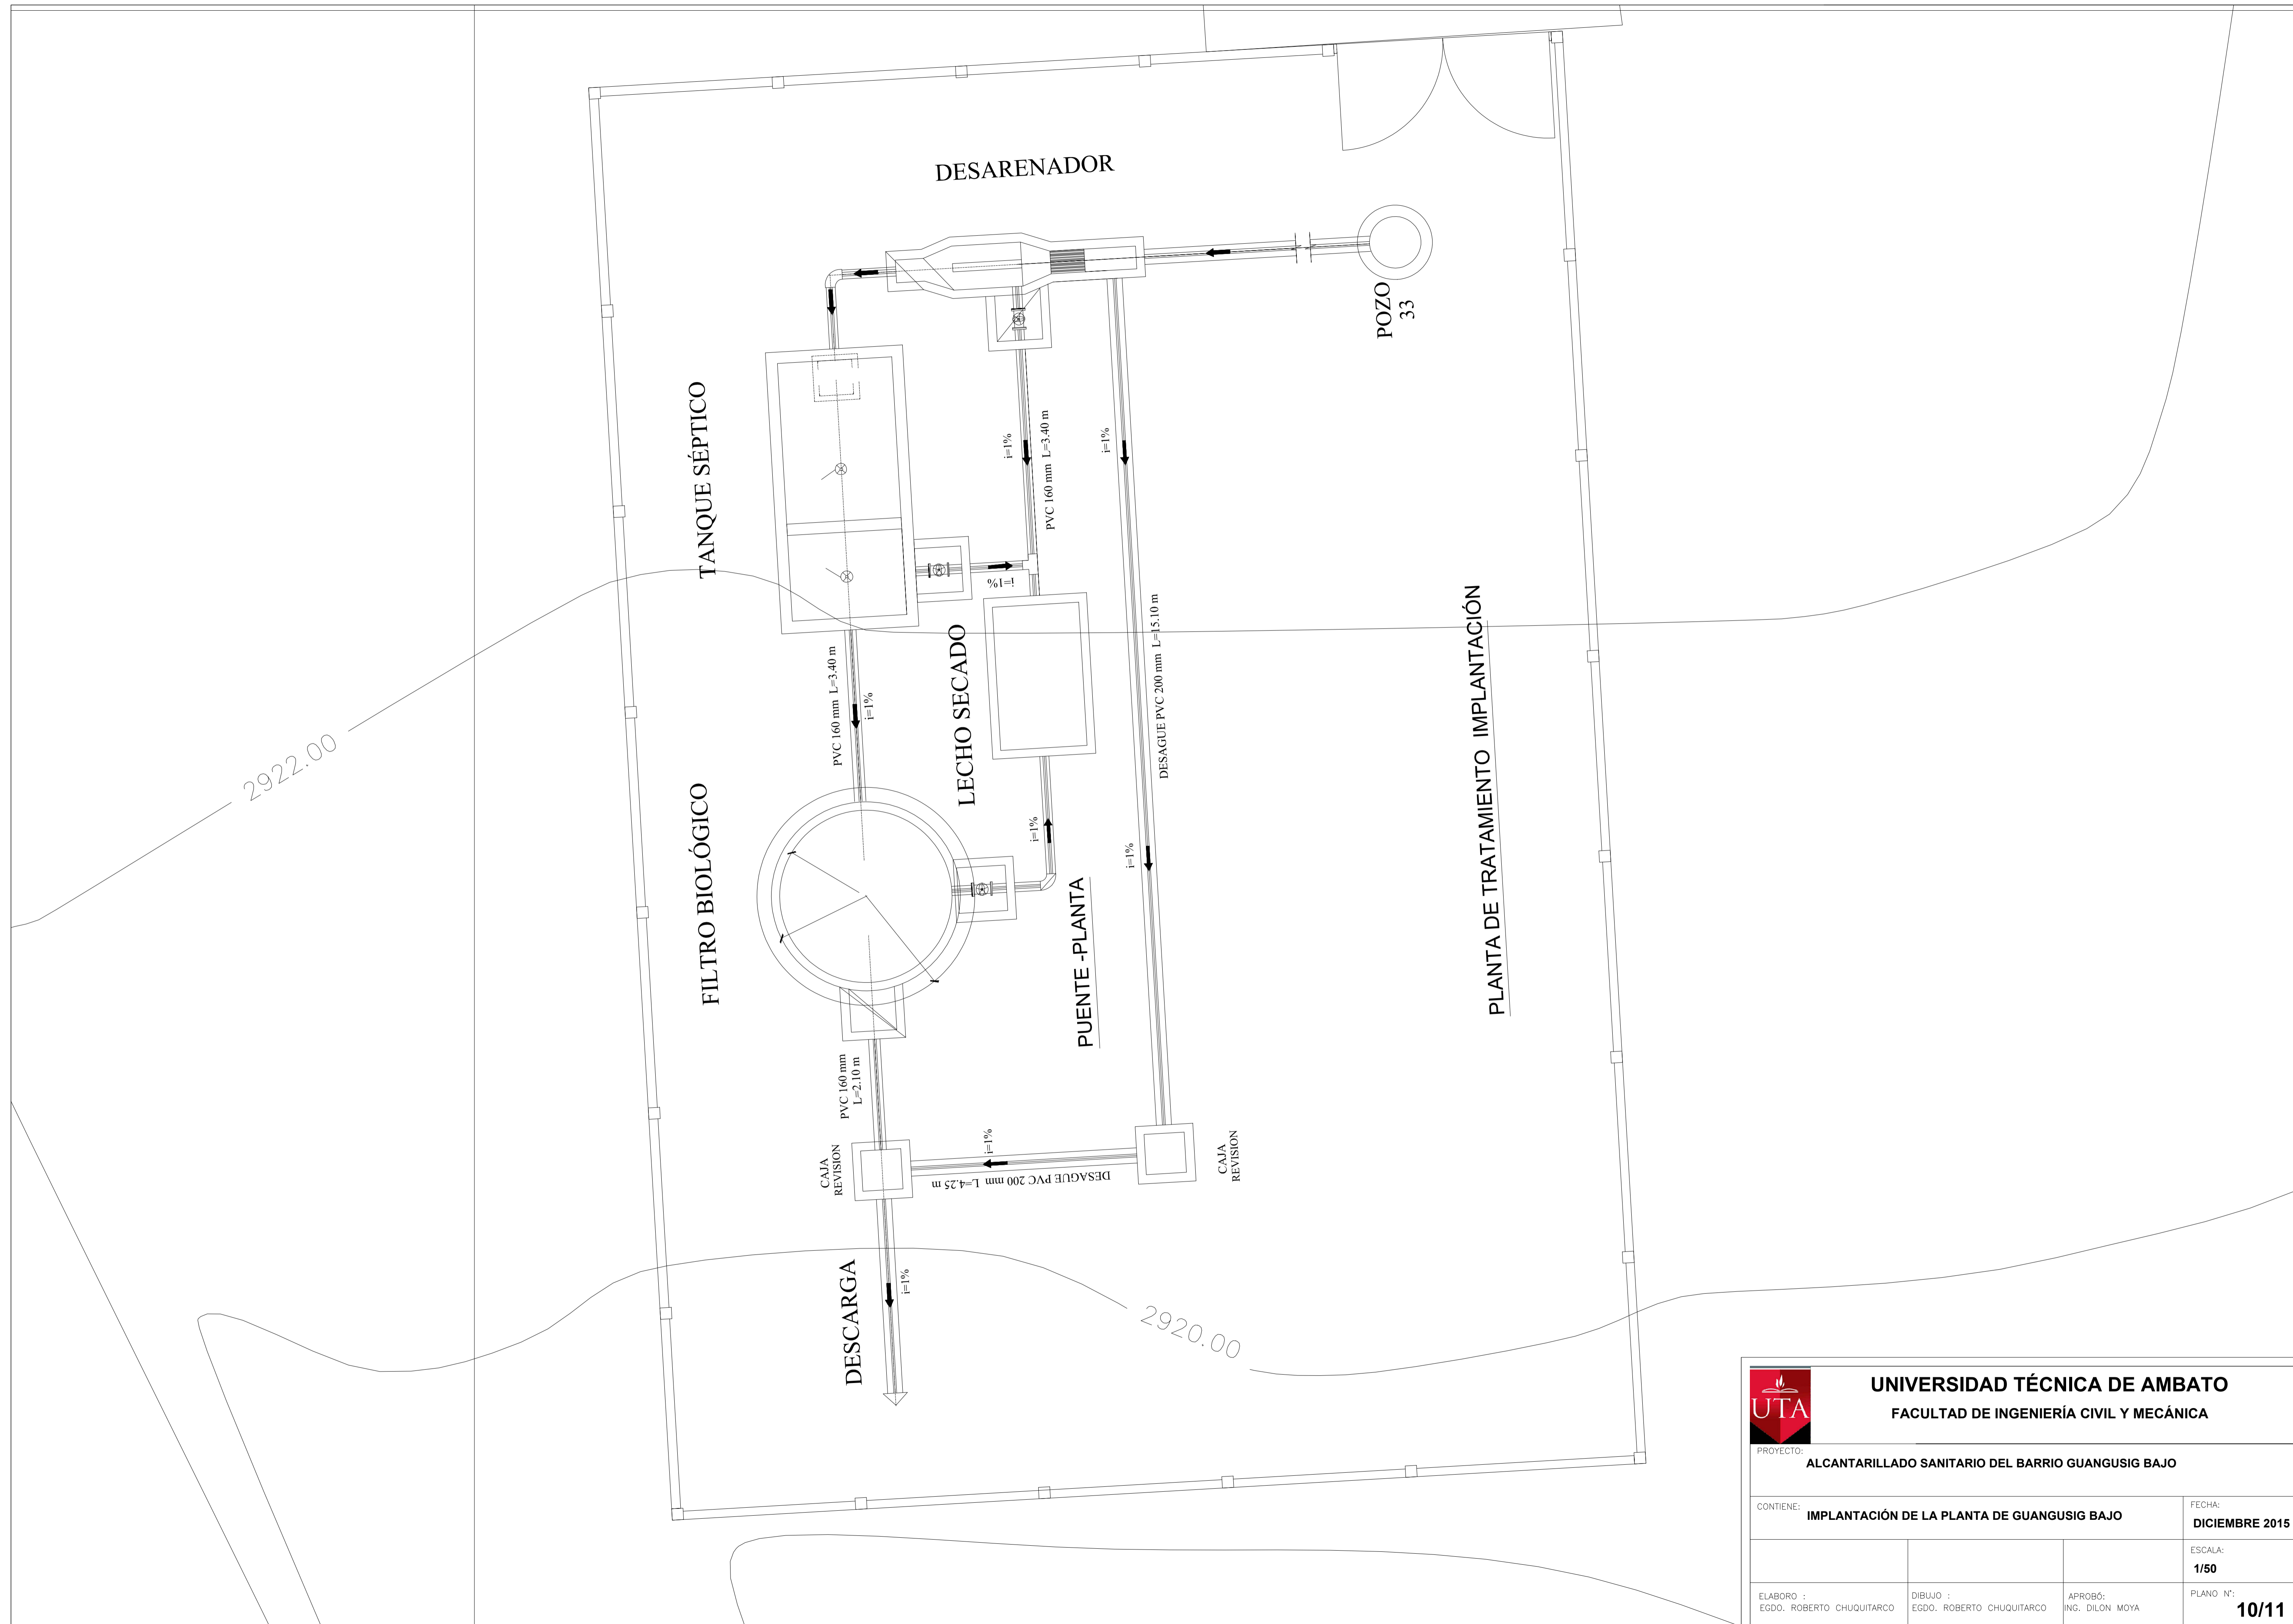 DESARENADOR
POZO
33
TANQUE SÉPTICO
i=1%
PVC 160 mm  L=3.40 m
i=1%
i=1%
PVC 160 mm  L=3.40 m
i=1%
LECHO SECADO
DESAGUE PVC 200 mm  L=15.10 m
PLANTA DE TRATAMIENTO  IMPLANTACIÓN
2922.00
FILTRO BIOLÓGICO
i=1%
i=1%
PUENTE -PLANTA
PVC 160 mm
L=2.10 m
CAJA
REVISION
i=1%
DESAGUE PVC 200 mm  L=4.25 m
CAJA
REVISION
DESCARGA
i=1%
2920.00
UTA
UNIVERSIDAD TÉCNICA DE AMBATO
FACULTAD DE INGENIERÍA CIVIL Y MECÁNICA
PROYECTO:
ALCANTARILLADO SANITARIO DEL BARRIO GUANGUSIG BAJO
CONTIENE:
IMPLANTACIÓN DE LA PLANTA DE GUANGUSIG BAJO
FECHA:
DICIEMBRE 2015
ESCALA:
1/50
ELABORO :
EGDO. ROBERTO CHUQUITARCO
DIBUJO :
EGDO. ROBERTO CHUQUITARCO
APROBÓ:
ING. DILON MOYA
PLANO N°:
10/11